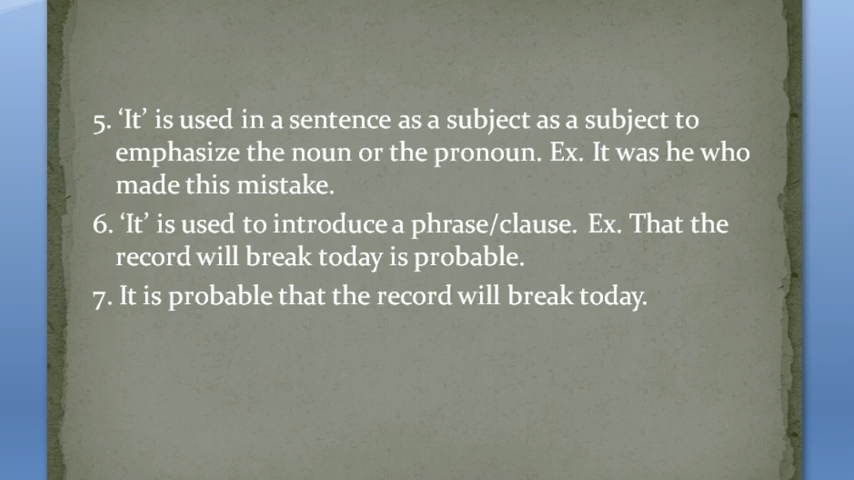 5. ‘It’ is used in a sentence as a subject as a subject to
emphasize the noun or the pronoun. Ex. It was he who
made this mistake.
6. ‘It’ is used to introduce a phrase/clause. Ex. That the
record will break today is probable.
7. It is probable that the record will break today.